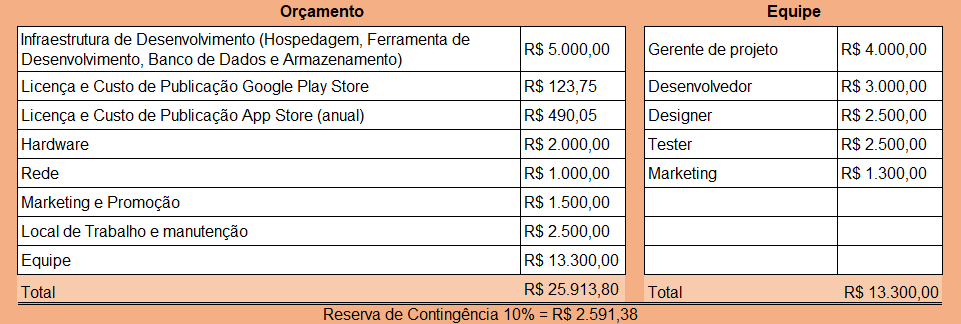 Orçamento
Infraestrutura de Desenvolvimento (Hospedagem, Ferramenta de
Desenvolvimento, Banco de Dados e Armazenamento) R$ 5.000,00
Licença e Custo de Publicação Google Play Store R$ 123,75
Licença e Custo de Publicação App Store (anual) R$ 490,05
Hardware R$ 2.000,00
Rede R$ 1.000,00
Marketing e Promoção R$ 1.500,00
Local de Trabalho e manutenção R$ 2.500,00
Equipe R$ 13.300,00
Total R$ 25.913,80
Equipe
Gerente de projeto R$ 4.000,00
Desenvolvedor R$ 3.000,00
Designer R$ 2.500,00
Tester R$ 2.500,00
Marketing R$ 1.300,00
Total R$ 13.300,00
Reserva de Contingência 10% = R$ 2.591,38